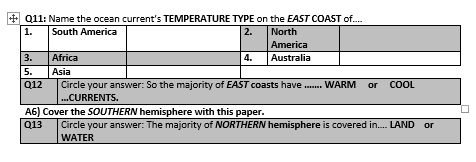 Q11: Name the ocean current's TEMPERATURE TYPE on the EAST COAST of....
1. South America 2. North
America
3. Africa 4. Australia
5. Asia
Q12 Circle your answer: So the majority of EAST coasts have ....... WARM or COOL
...CURRENTS.
A6) Cover the SOUTHERN hemisphere with this paper.
Q13 Circle your answer: The majority of NORTHERN hemisphere is covered in.... LAND or
WATER